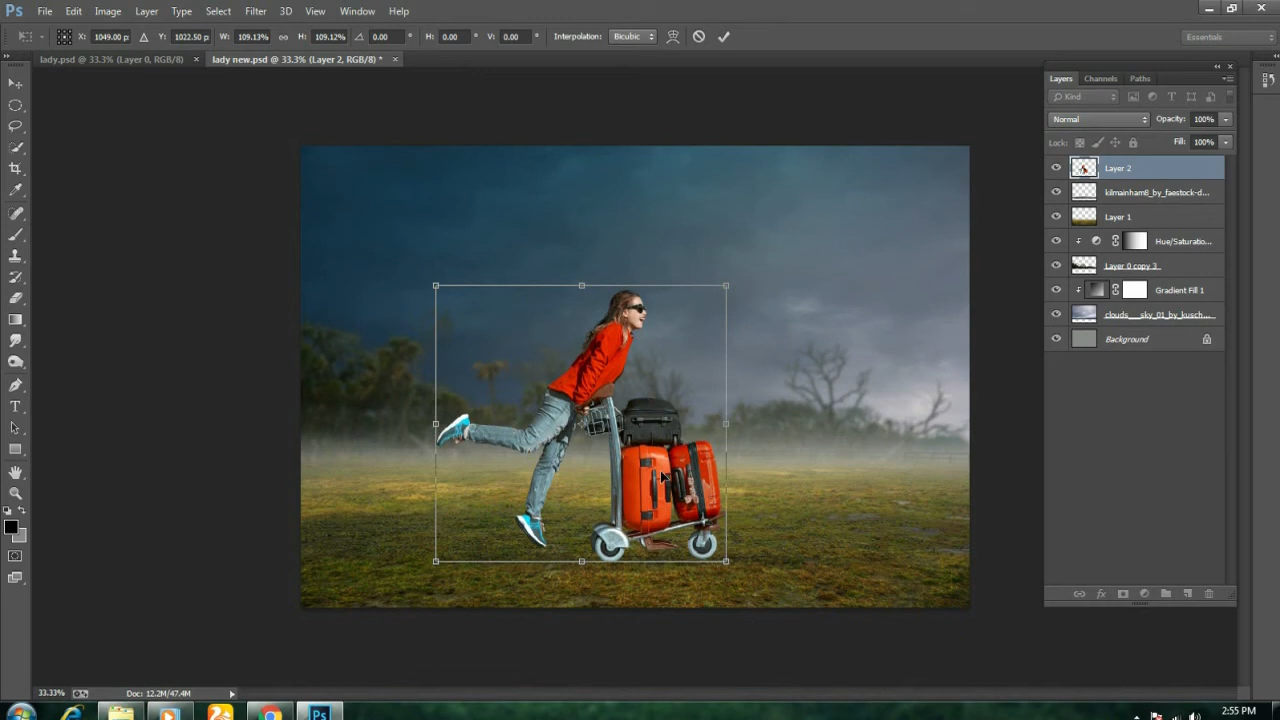 Ps File Edit Image Layer Type Select Filter 3D View Window Help
X: 1049.00 p: Y: 1022.50 p W: 109.13% H: 109.12% 0.00 ° H: 0.00 ° V: 0.00 ° Interpolation: Bicubic Essentials
lady.psd @ 33.3% (Layer 0, RGB/8) × lady new.psd @ 33.3% (Layer 2, RGB/8) * ×
Layers Channels Paths
Kind
Normal Opacity: 100%
Lock: Fill: 100%
Layer 2
kilmainham8_by_faestock-d...
Layer 1
Hue/Saturatio...
Layer 0 copy 3
Gradient Fill 1
clouds___sky_01_by_kusch...
Background
33.33% Doc: 12.2M/47.4M
Ps 2:55 PM